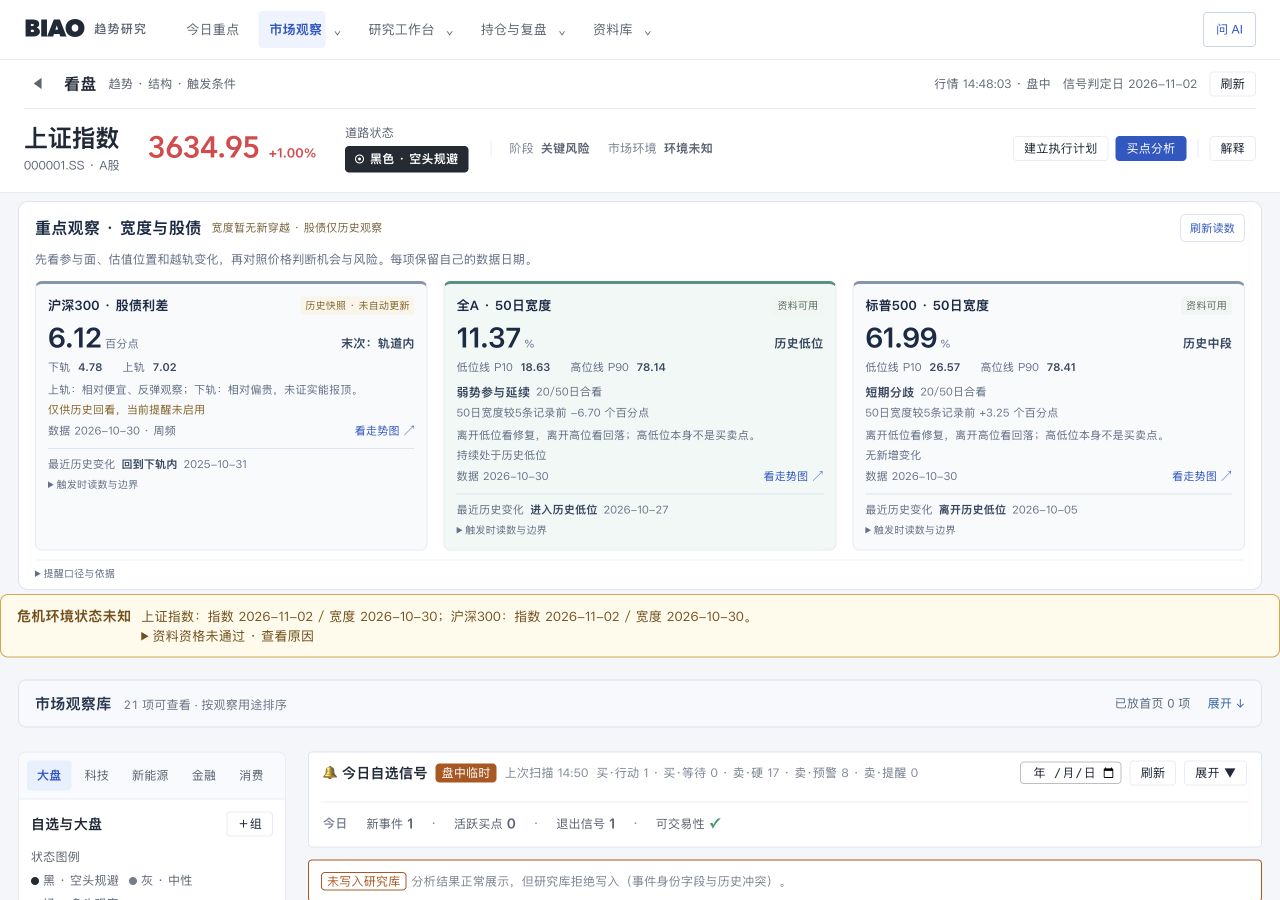 BIAO 趋势研究 今日重点 市场观察 研究工作台 持仓与复盘 资料库 问 AI
看盘 趋势 · 结构 · 触发条件 行情 14:48:03 · 盘中 信号判定日 2026-11-02 刷新
上证指数 3634.95 +1.00%
000001.SS · A股
道路状态
黑色 · 空头规避
阶段 关键风险 市场环境 环境未知
建立执行计划 买点分析 解释
重点观察 · 宽度与股债 宽度暂无新穿越 · 股债仅历史观察 刷新读数
先看参与面、估值位置和越轨变化，再对照价格判断机会与风险。每项保留自己的数据日期。
沪深300 · 股债利差 历史快照 · 未自动更新
6.12 百分点 末次：轨道内
下轨 4.78 上轨 7.02
上轨：相对便宜、反弹观察；下轨：相对偏贵，未证实能报顶。
仅供历史回看，当前提醒未启用
数据 2026-10-30 · 周频 看走势图 ↗
最近历史变化 回到下轨内 2025-10-31
▸触发时读数与边界
全A · 50日宽度 资料可用
11.37 % 历史低位
低位线 P10 18.63 高位线 P90 78.14
弱势参与延续 20/50日合看
50日宽度较5条记录前 -6.70 个百分点
离开低位看修复，离开高位看回落；高低位本身不是买卖点。
持续处于历史低位
数据 2026-10-30 看走势图 ↗
最近历史变化 进入历史低位 2026-10-27
▸触发时读数与边界
标普500 · 50日宽度 资料可用
61.99 % 历史中段
低位线 P10 26.57 高位线 P90 78.41
短期分歧 20/50日合看
50日宽度较5条记录前 +3.25 个百分点
离开低位看修复，离开高位看回落；高低位本身不是买卖点。
无新增变化
数据 2026-10-30 看走势图 ↗
最近历史变化 离开历史低位 2026-10-05
▸触发时读数与边界
▸提醒口径与依据
危机环境状态未知 上证指数：指数 2026-11-02 / 宽度 2026-10-30；沪深300：指数 2026-11-02 / 宽度 2026-10-30。
▸资料资格未通过 · 查看原因
市场观察库 21 项可查看 · 按观察用途排序 已放首页 0 项 展开 ↓
大盘 科技 新能源 金融 消费
自选与大盘 +组
状态图例
黑 · 空头规避 灰 · 中性
今日自选信号 盘中临时 上次扫描 14:50 买·行动 1 · 买·等待 0 · 卖·硬 17 · 卖·预警 8 · 卖·提醒 0 年 /月/日 刷新 展开 ▼
今日 新事件 1 · 活跃买点 0 · 退出信号 1 · 可交易性 ✓
未写入研究库 分析结果正常展示，但研究库拒绝写入（事件身份字段与历史冲突）。